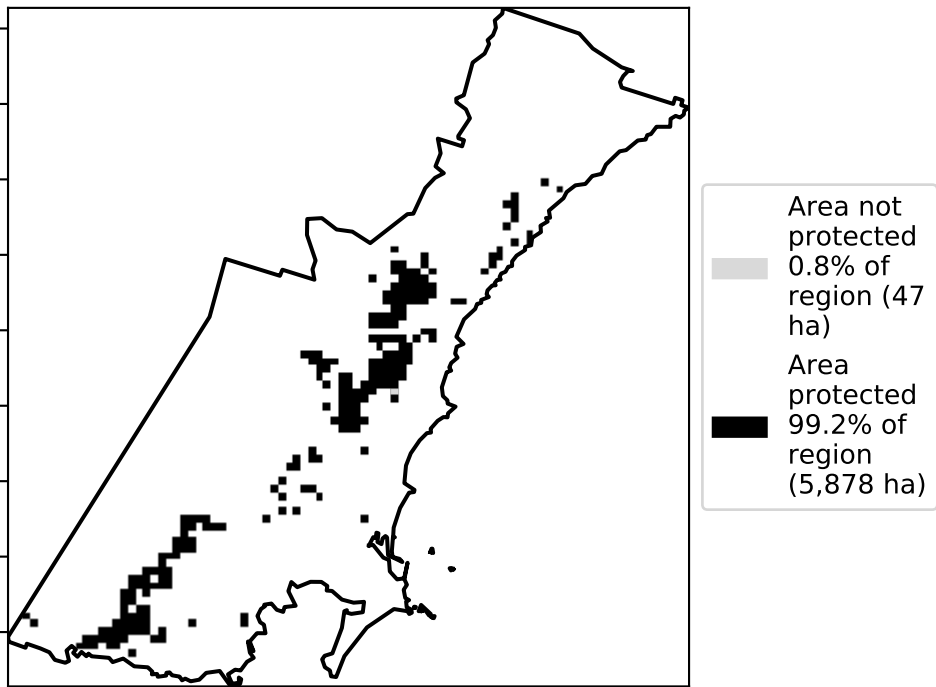 Area not
protected
0.8% of
region (47
ha)
Area
protected
99.2% of
region
(5,878 ha)